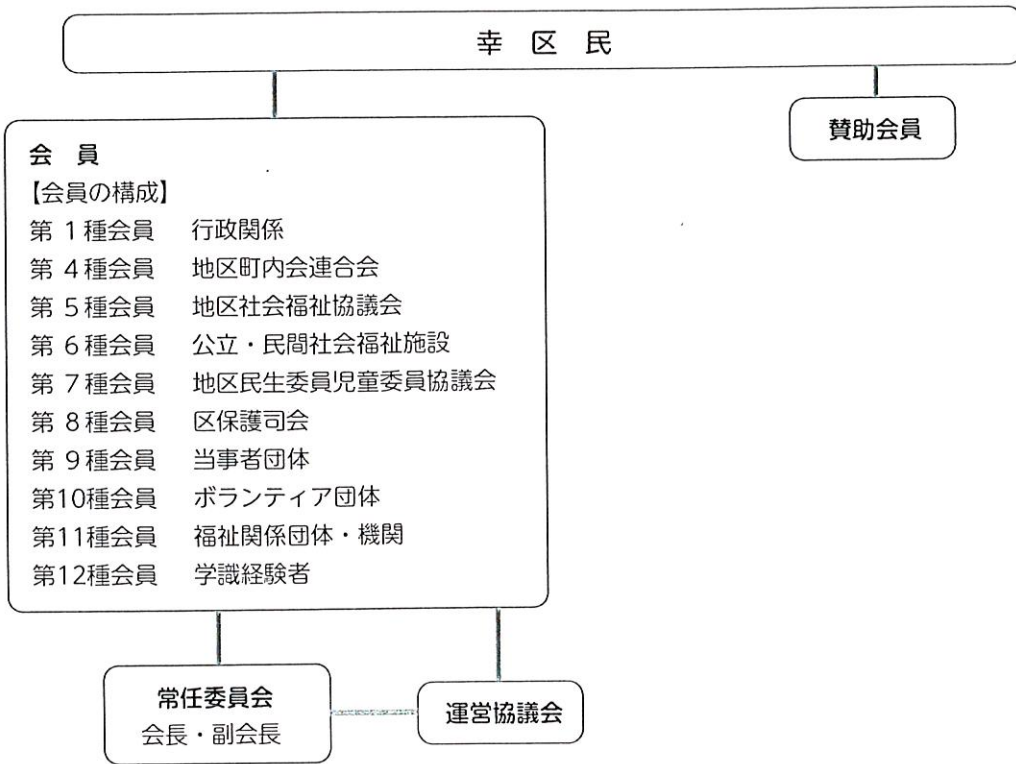 幸 区 民
賛助会員
会 員
【会員の構成】
第 1 種会員 行政関係
第 4 種会員 地区町内会連合会
第 5 種会員 地区社会福祉協議会
第 6 種会員 公立・民間社会福祉施設
第 7 種会員 地区民生委員児童委員協議会
第 8 種会員 区保護司会
第 9 種会員 当事者団体
第10種会員 ボランティア団体
第11種会員 福祉関係団体・機関
第12種会員 学識経験者
常任委員会
会長・副会長
運営協議会